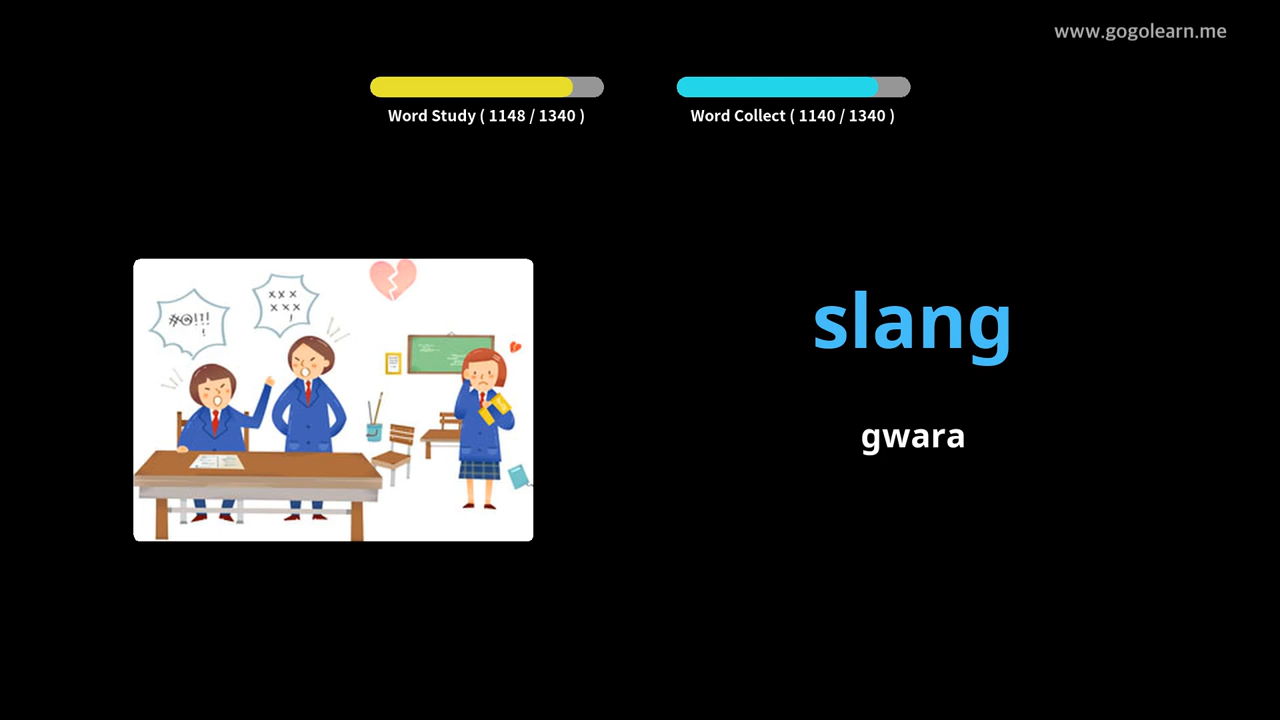 www.gogolearn.me
Word Study ( 1148 / 1340 )
Word Collect ( 1140 / 1340 )
#@!!!
!
x x x
x x x
!
slang
gwara